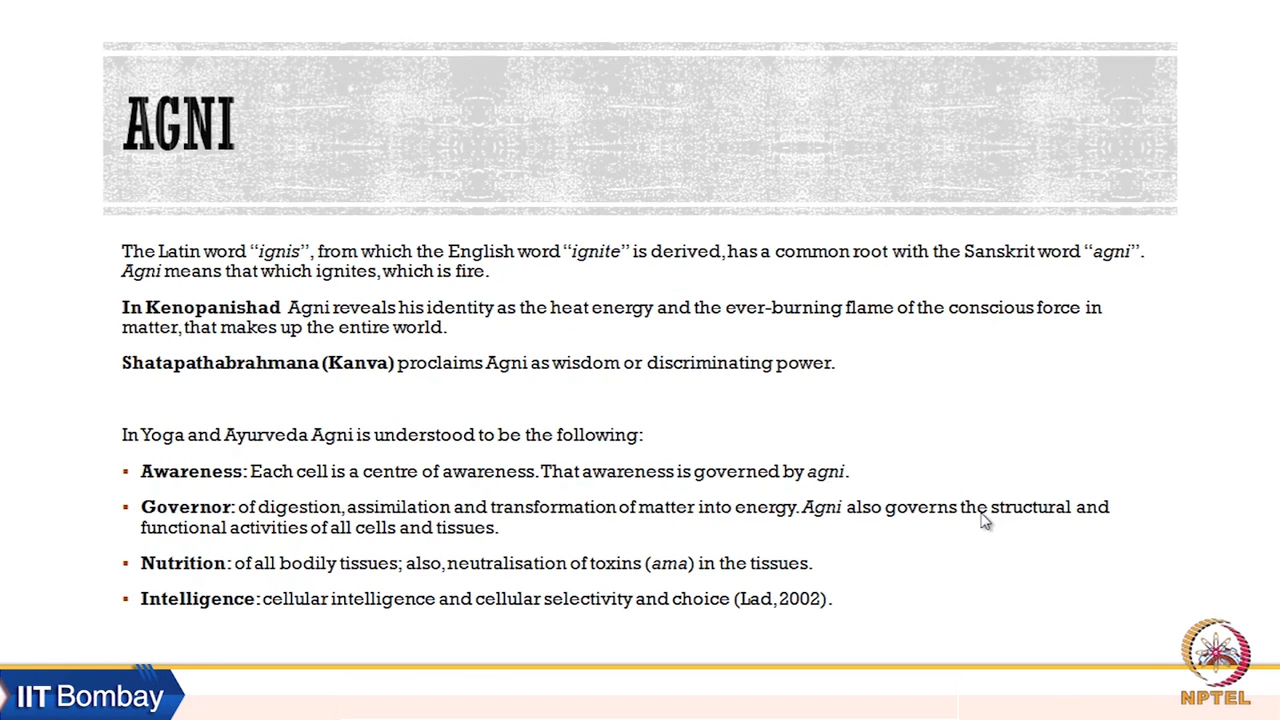 AGNI
The Latin word “ignis”, from which the English word “ignite” is derived, has a common root with the Sanskrit word “agni”.
Agni means that which ignites, which is fire.
In Kenopanishad Agni reveals his identity as the heat energy and the ever-burning flame of the conscious force in
matter, that makes up the entire world.
Shatapathabrahmana (Kanva) proclaims Agni as wisdom or discriminating power.
In Yoga and Ayurveda Agni is understood to be the following:
▪ Awareness: Each cell is a centre of awareness. That awareness is governed by agni.
▪ Governor: of digestion, assimilation and transformation of matter into energy. Agni also governs the structural and
functional activities of all cells and tissues.
▪ Nutrition: of all bodily tissues; also, neutralisation of toxins (ama) in the tissues.
▪ Intelligence: cellular intelligence and cellular selectivity and choice (Lad, 2002).
IIT Bombay
NPTEL